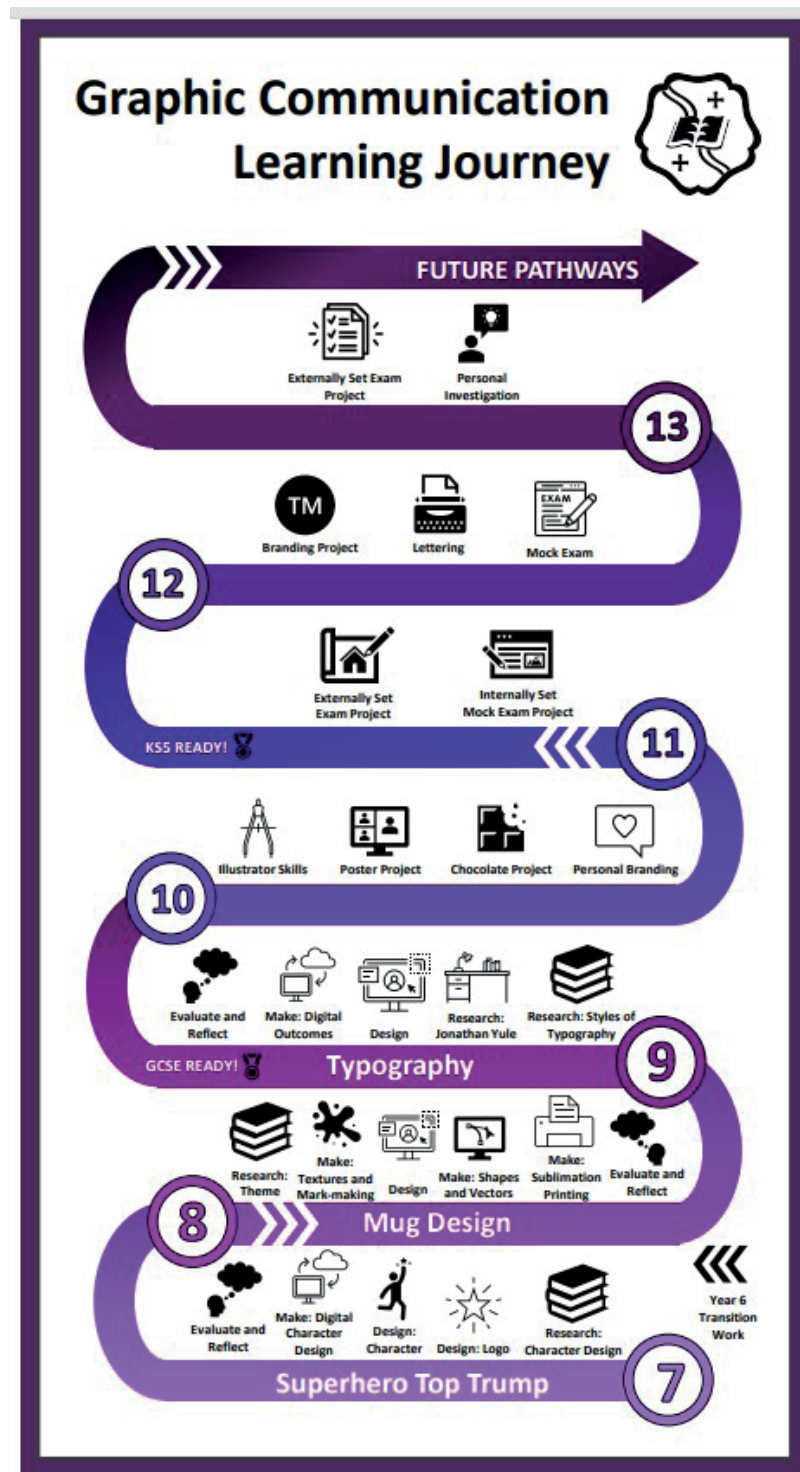 Graphic Communication
Learning Journey
FUTURE PATHWAYS
Externally Set Exam
Project
Personal
Investigation
13
TM
Branding Project
Lettering
EXAM
Mock Exam
12
Externally Set
Exam Project
Internally Set
Mock Exam Project
KS5 READY!
11
Illustrator Skills
Poster Project
Chocolate Project
Personal Branding
10
Evaluate and
Reflect
Make: Digital
Outcomes
Design
Research:
Jonathan Yule
Research: Styles of
Typography
GCSE READY!
Typography
9
Research:
Theme
Make:
Textures and
Mark-making
Design
Make: Shapes
and Vectors
Make:
Sublimation
Printing
Evaluate and
Reflect
8
Mug Design
Evaluate and
Reflect
Make: Digital
Character
Design
Design:
Character
Design: Logo
Research:
Character Design
Year 6
Transition
Work
Superhero Top Trump
7